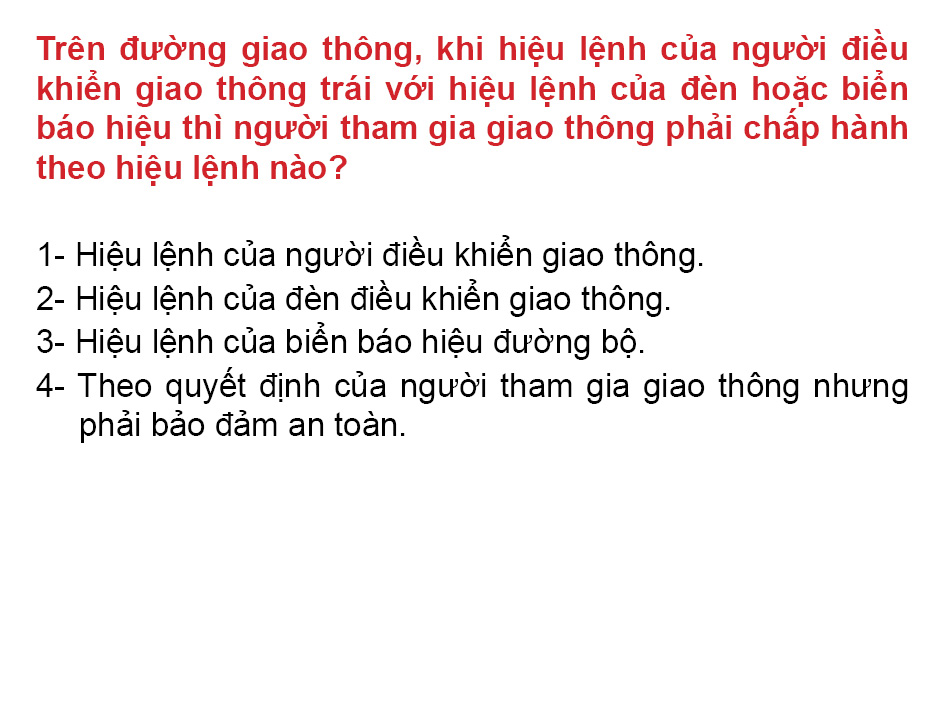 Trên đường giao thông, khi hiệu lệnh của người điều
khiển giao thông trái với hiệu lệnh của đèn hoặc biển
báo hiệu thì người tham gia giao thông phải chấp hành
theo hiệu lệnh nào?
1- Hiệu lệnh của người điều khiển giao thông.
2- Hiệu lệnh của đèn điều khiển giao thông.
3- Hiệu lệnh của biển báo hiệu đường bộ.
4- Theo quyết định của người tham gia giao thông nhưng
phải bảo đảm an toàn.